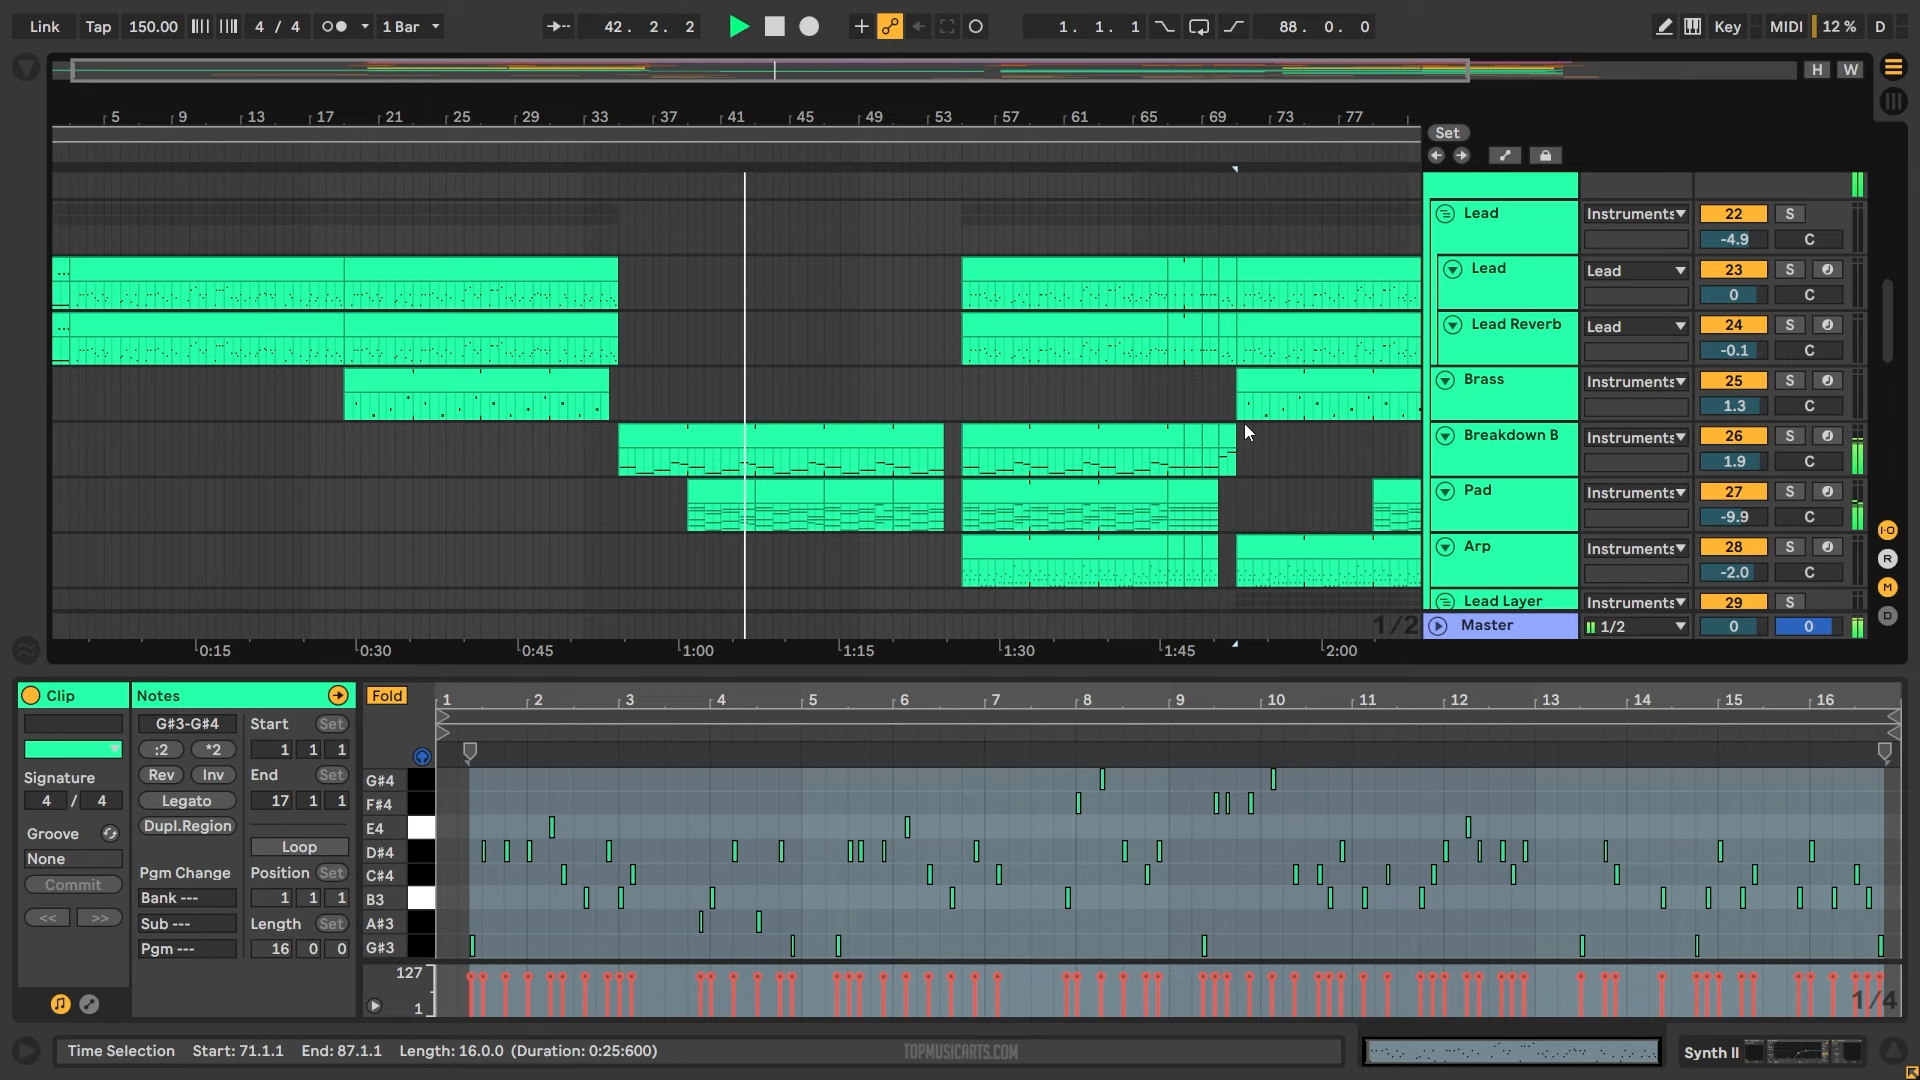 Link Tap 150.00 4 / 4 1 Bar 42. 2. 2 1. 1. 1 88. 0. 0 Key MIDI 12 % D
H W
5 9 13 17 21 25 29 33 37 41 45 49 53 57 61 65 69 73 77
Set
Lead Instruments 22 S
-4.9 C
Lead Lead 23 S
0 C
Lead Reverb Lead 24 S
-0.1 C
Brass Instruments 25 S
1.3 C
Breakdown B Instruments 26 S
1.9 C
Pad Instruments 27 S
-9.9 C
Arp Instruments 28 S
-2.0 C
Lead Layer Instruments 29 S
1/2 Master 1/2 0 0
0:15 0:30 0:45 1:00 1:15 1:30 1:45 2:00
I·O
R
M
D
Clip Notes Fold 1 2 3 4 5 6 7 8 9 10 11 12 13 14 15 16
G#3-G#4 Start Set
:2 *2 1 1 1
Signature Rev Inv End Set
4 / 4 Legato 17 1 1
Groove Dupl.Region
None Loop
Commit Pgm Change Position Set
<< >> Bank --- 1 1 1
Sub --- Length Set
Pgm --- 16 0 0
G#4
F#4
E4
D#4
C#4
B3
A#3
G#3
127
1 1/4
Time Selection Start: 71.1.1 End: 87.1.1 Length: 16.0.0 (Duration: 0:25:600) TOPMUSICARTS.COM Synth II